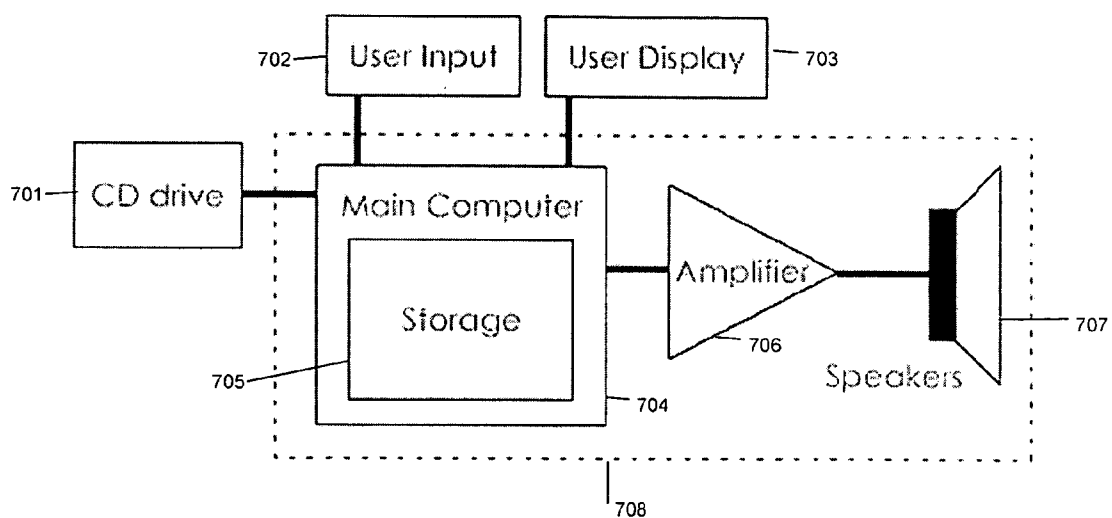 702
User Input
User Display
703
701
CD drive
Main Computer
Storage
Amplifier
706
707
Speakers
705
704
708